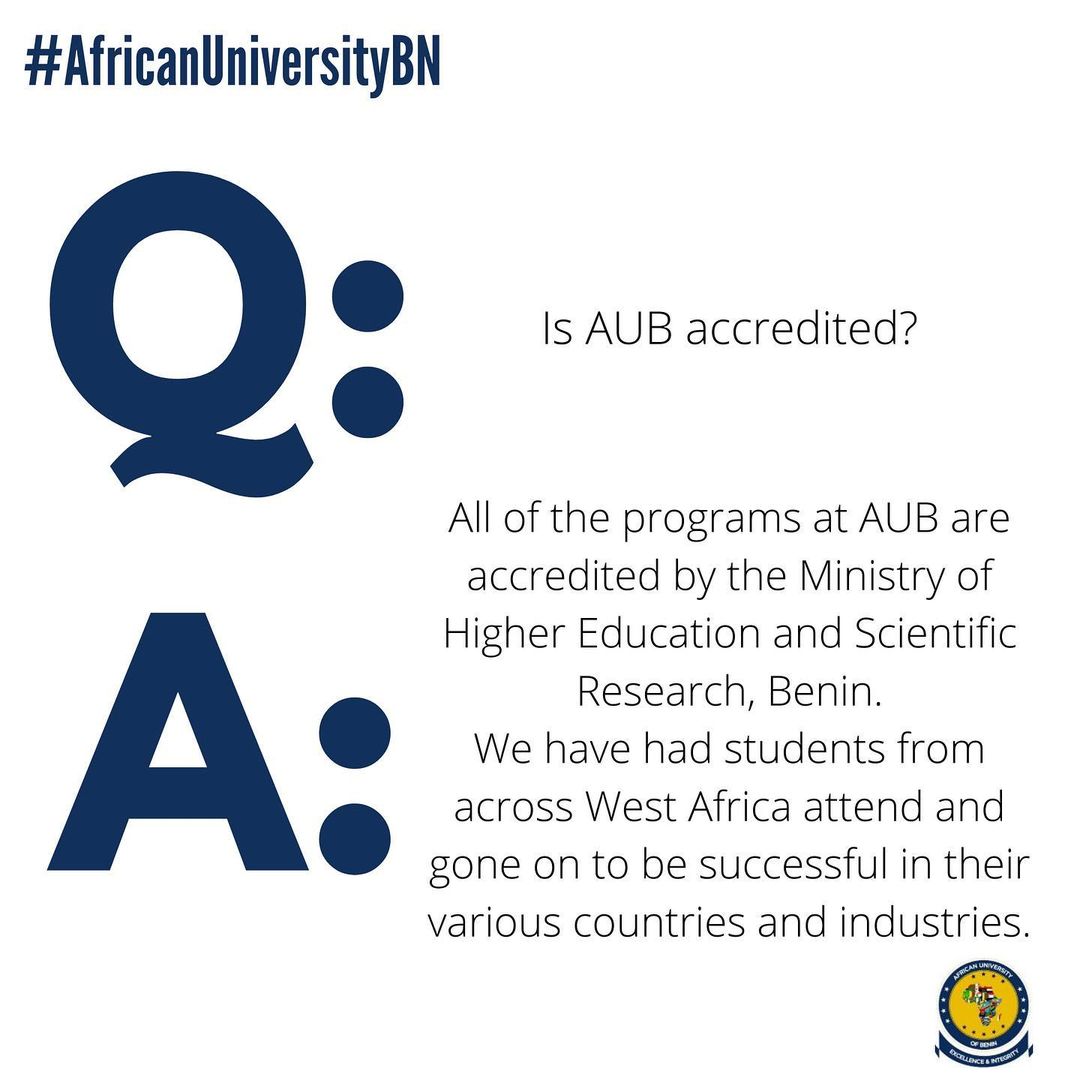 #AfricanUniversityBN
Q:
Is AUB accredited?
A:
All of the programs at AUB are
accredited by the Ministry of
Higher Education and Scientific
Research, Benin.
We have had students from
across West Africa attend and
gone on to be successful in their
various countries and industries.
AFRICAN UNIVERSITY
OF BENIN
EXCELLENCE & INTEGRITY